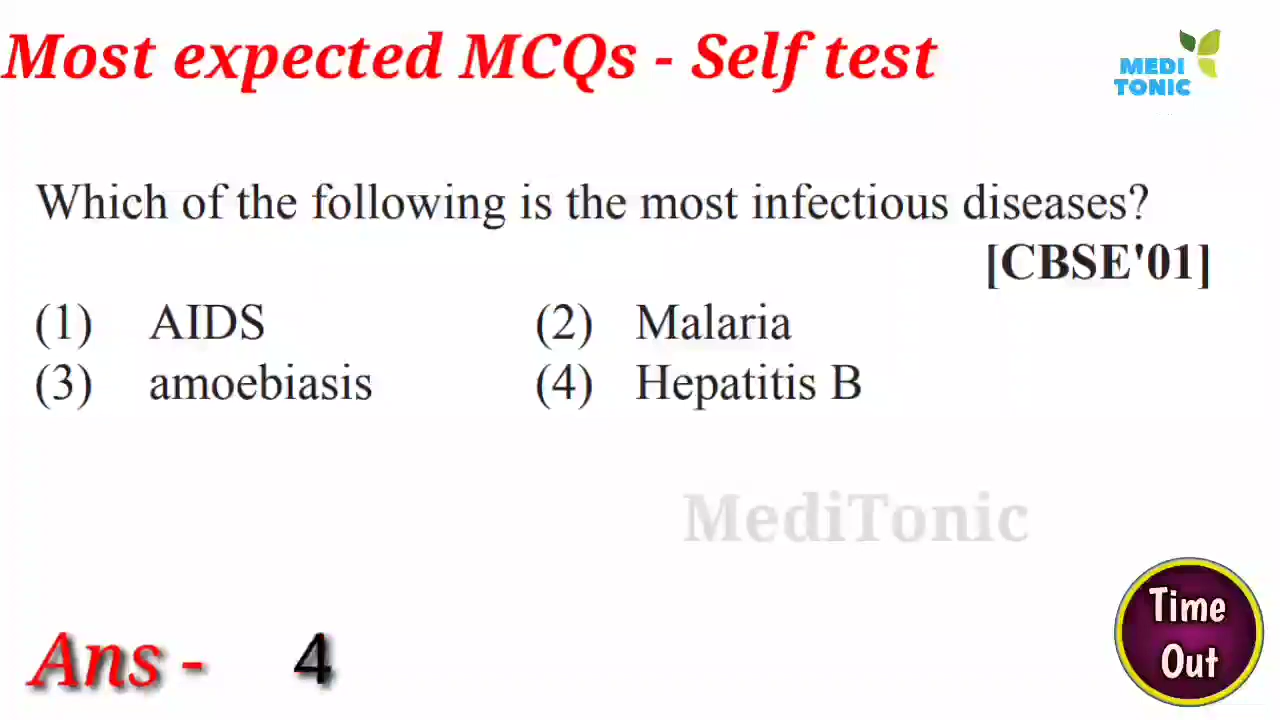 Most expected MCQs - Self test
MEDI
TONIC
Which of the following is the most infectious diseases?
[CBSE'01]
(1) AIDS (2) Malaria
(3) amoebiasis (4) Hepatitis B
MediTonic
Time
Out
Ans - 4